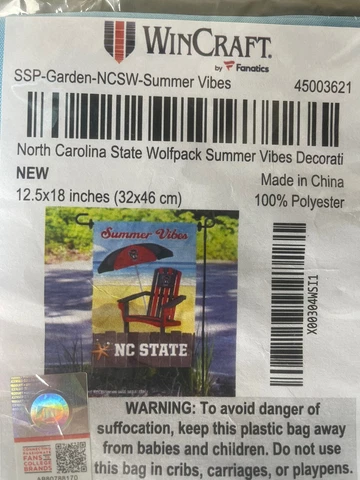 WINCRAFT.
by Fanatics
SSP-Garden-NCSW-Summer Vibes 45003621
North Carolina State Wolfpack Summer Vibes Decorati
NEW Made in China
12.5x18 inches (32x46 cm) 100% Polyester
Summer Vibes
NC STATE
X00304WSI1
WARNING: To avoid danger of
suffocation, keep this plastic bag away
from babies and children. Do not use
this bag in cribs, carriages, or playpens.
FANS
COLLEGE
BRANDS